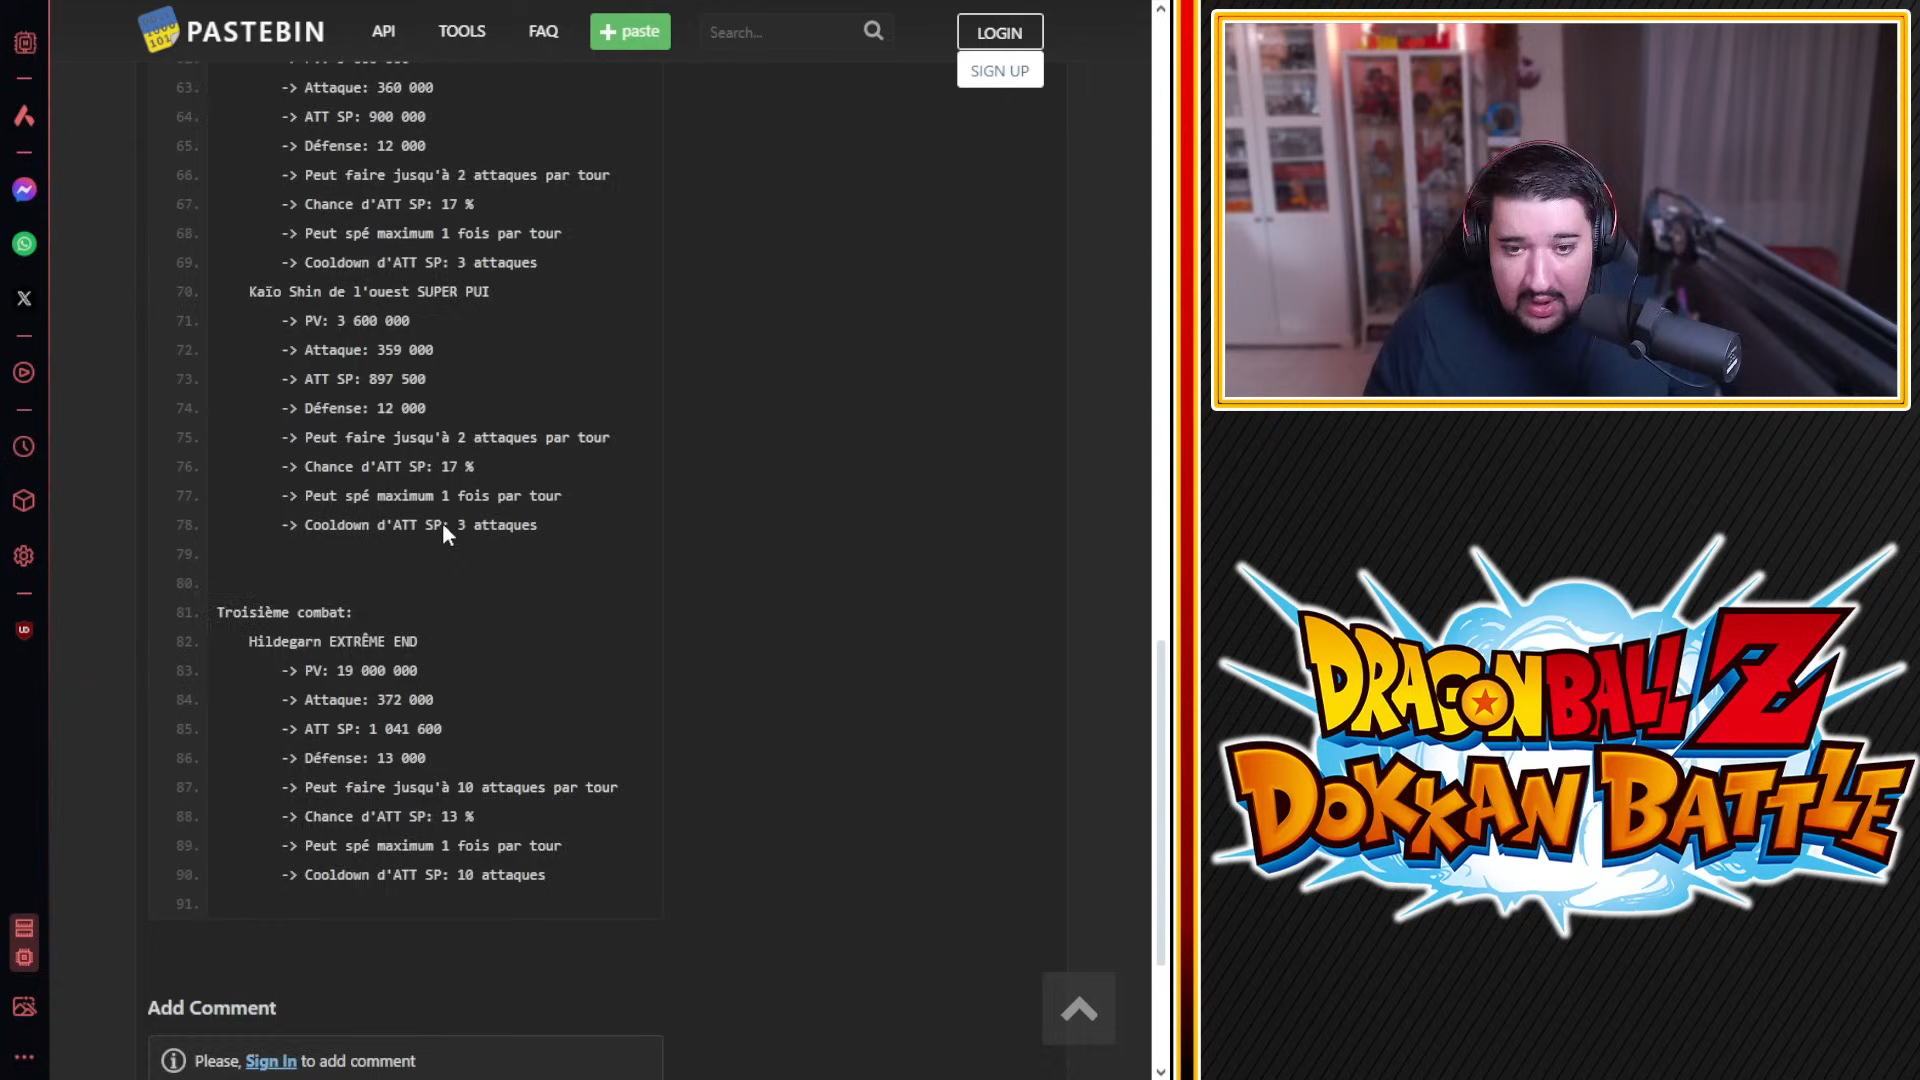 PASTEBIN API TOOLS FAQ + paste Search... LOGIN
SIGN UP
63. -> Attaque: 360 000
64. -> ATT SP: 900 000
65. -> Défense: 12 000
66. -> Peut faire jusqu'à 2 attaques par tour
67. -> Chance d'ATT SP: 17 %
68. -> Peut spé maximum 1 fois par tour
69. -> Cooldown d'ATT SP: 3 attaques
70. Kaïo Shin de l'ouest SUPER PUI
71. -> PV: 3 600 000
72. -> Attaque: 359 000
73. -> ATT SP: 897 500
74. -> Défense: 12 000
75. -> Peut faire jusqu'à 2 attaques par tour
76. -> Chance d'ATT SP: 17 %
77. -> Peut spé maximum 1 fois par tour
78. -> Cooldown d'ATT SP: 3 attaques
79.
80.
81. Troisième combat:
82. Hildegarn EXTRÊME END
83. -> PV: 19 000 000
84. -> Attaque: 372 000
85. -> ATT SP: 1 041 600
86. -> Défense: 13 000
87. -> Peut faire jusqu'à 10 attaques par tour
88. -> Chance d'ATT SP: 13 %
89. -> Peut spé maximum 1 fois par tour
90. -> Cooldown d'ATT SP: 10 attaques
91.
Add Comment
Please, Sign In to add comment
DRAGON BALL Z
DOKKAN BATTLE